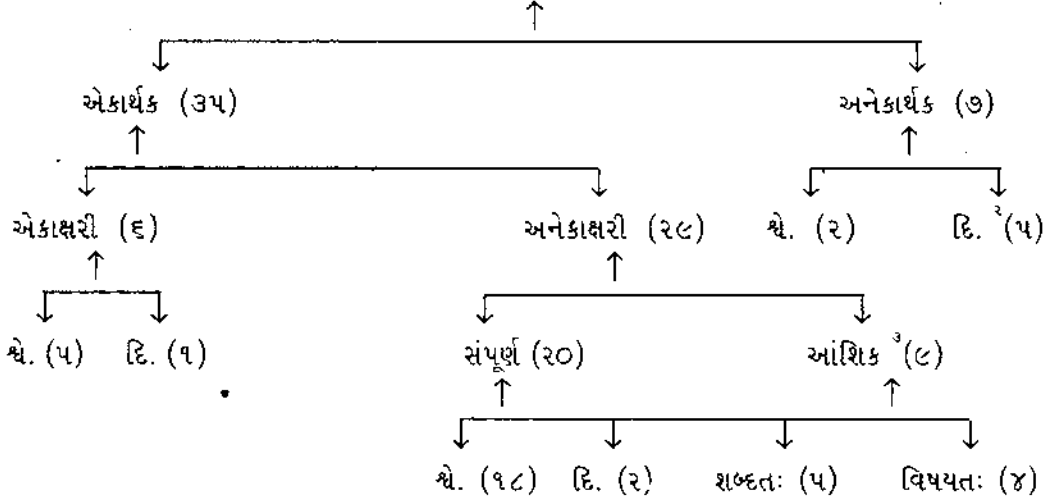 એકાર્થક (૩૫) અનેકાર્થક (૭)
એકાક્ષરી (૬) અનેકાક્ષરી (૨૯) શ્વે. (૨) દિ. ²(૫)
શ્વે. (૫) દિ. (૧) સંપૂર્ણ (૨૦) આંશિક ³(૯)
શ્વે. (૧૮) દિ. (૨) શબ્દતઃ (૫) વિષયતઃ (૪)